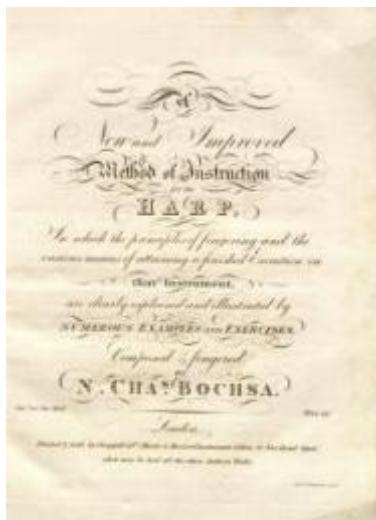 A
New and Improved
Method of Instruction
for the
HARP,
In which the principles of fingering and the
various means of attaining a finished Execution on
that Instrument,
are clearly explained and illustrated by
NUMEROUS EXAMPLES AND EXERCISES,
Composed & fingered
BY
N. CHAS. BOCHSA.
London,